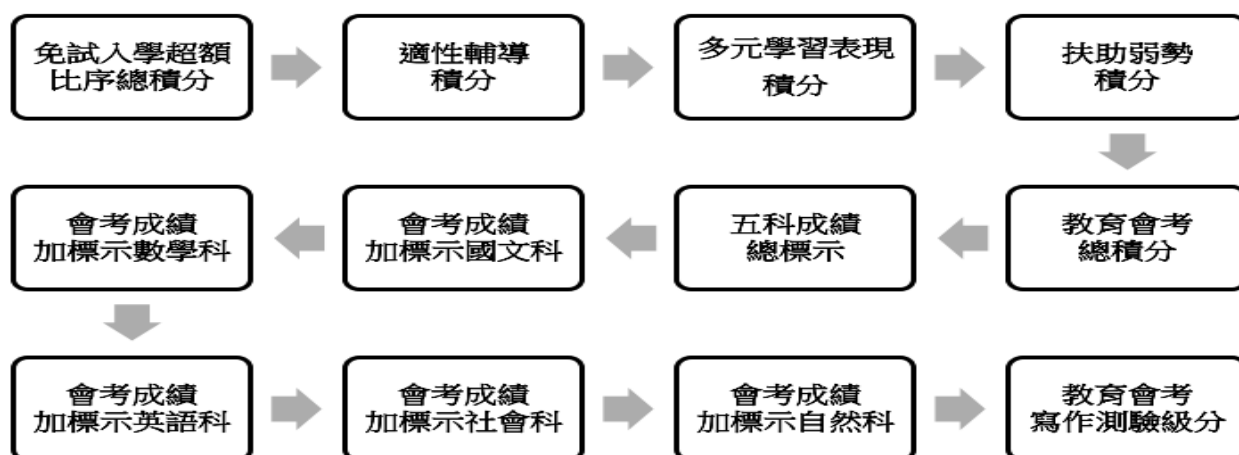 免試入學超額
比序總積分
適性輔導
積分
多元學習表現
積分
扶助弱勢
積分
教育會考
總積分
五科成績
總標示
會考成績
加標示國文科
會考成績
加標示數學科
會考成績
加標示英語科
會考成績
加標示社會科
會考成績
加標示自然科
教育會考
寫作測驗級分